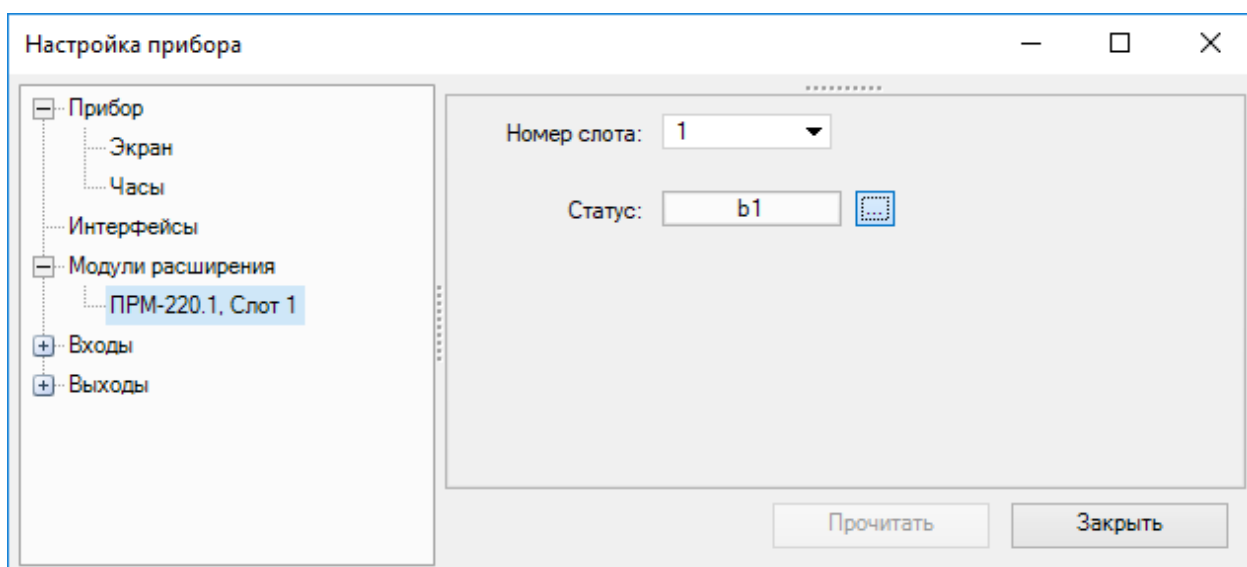 Настройка прибора
Прибор
Экран
Часы
Интерфейсы
Модули расширения
ПРМ-220.1, Слот 1
Входы
Выходы
Номер слота: 1
Статус: b1 ...
Прочитать Закрыть